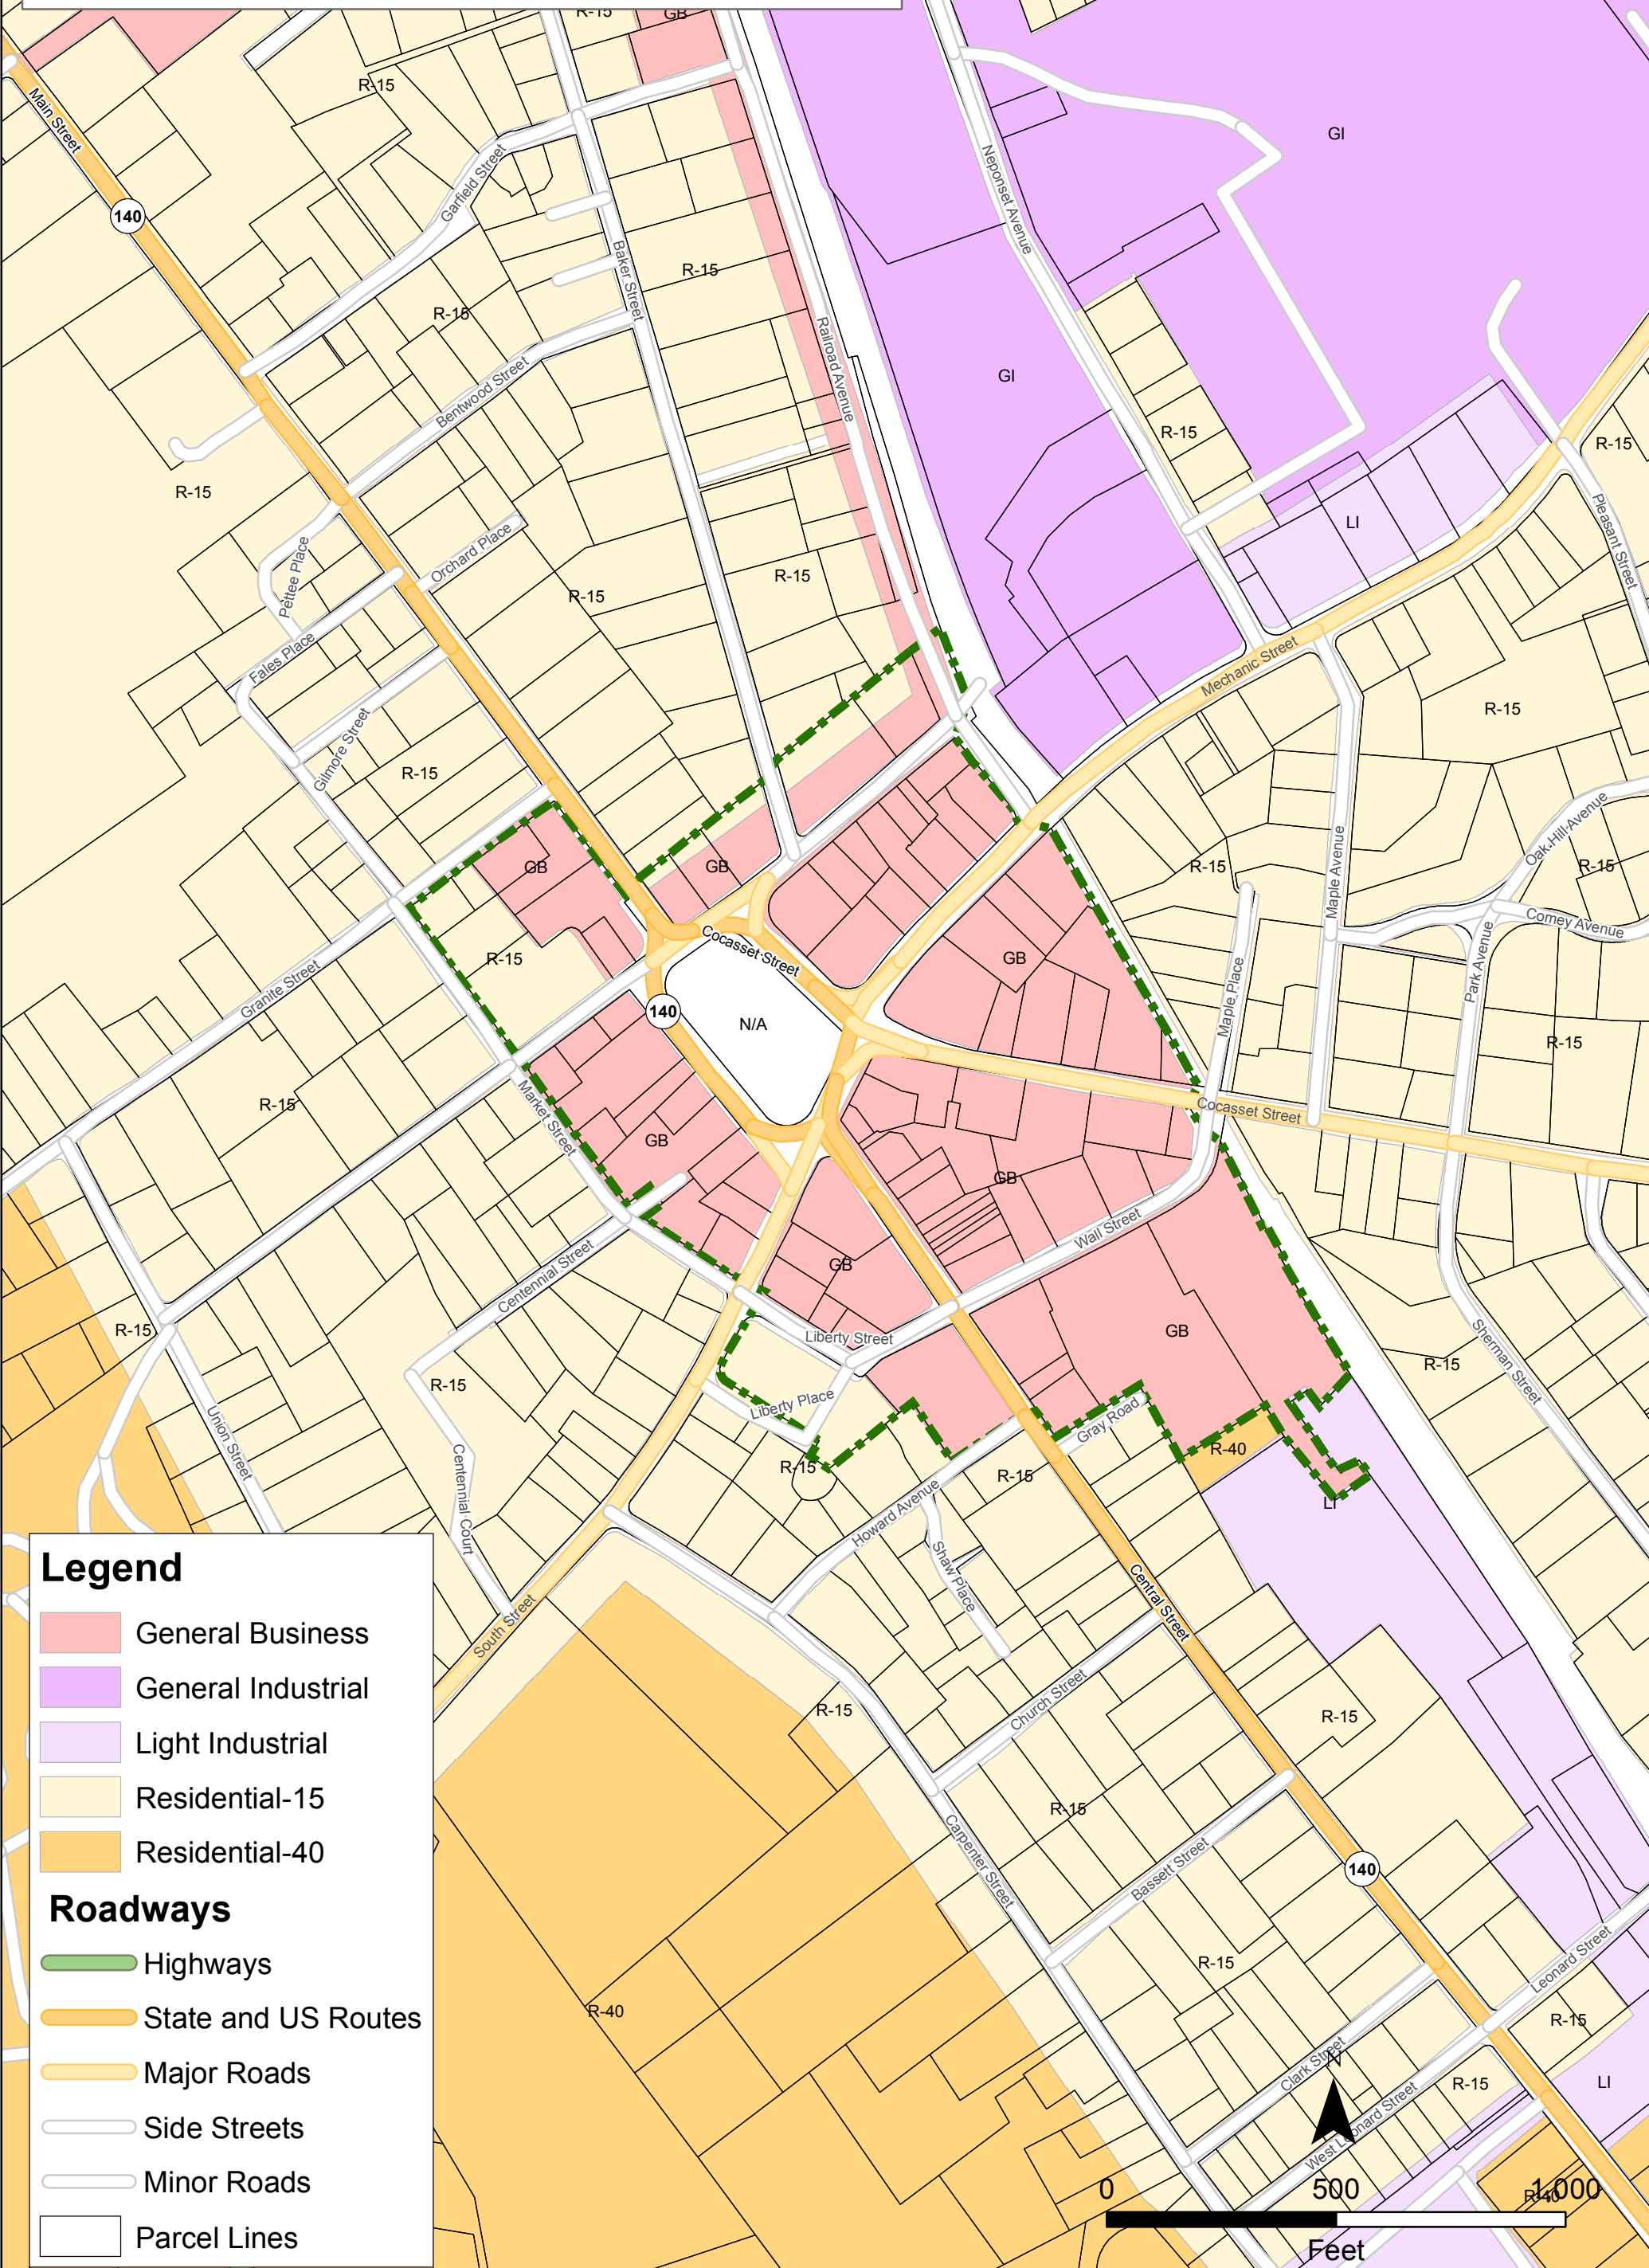 R-15
GB
R-15
Main Street
GI
140
Garfield Street
Neponset Avenue
Baker Street
R-15
R-15
Railroad Avenue
GI
Bentwood Street
R-15
R-15
R-15
LI
Pleasant Street
Orchard Place
Pettee Place
R-15
R-15
Fales Place
Mechanic Street
R-15
Gilmore Street
R-15
Oak Hill Avenue
GB
GB
R-15
R-15
Maple Avenue
Comey Avenue
Cocasset Street
R-15
GB
Park Avenue
Granite Street
Maple Place
140
N/A
R-15
R-15
Cocasset Street
Market Street
GB
GB
Wall Street
Centennial Street
GB
R-15
Liberty Street
GB
R-15
Sherman Street
R-15
Liberty Place
Gray Road
Union Street
R-40
R-15
R-15
Centennial Court
Howard Avenue
LI
Shaw Place
Central Street
South Street
Church Street
R-15
R-15
R-15
Carpenter Street
Bassett Street
140
R-15
Leonard Street
R-40
R-15
Clark Street
N
R-15
LI
West Leonard Street
R-40
Legend
General Business
General Industrial
Light Industrial
Residential-15
Residential-40
Roadways
Highways
State and US Routes
Major Roads
Side Streets
Minor Roads
Parcel Lines
0 500 1,000
Feet